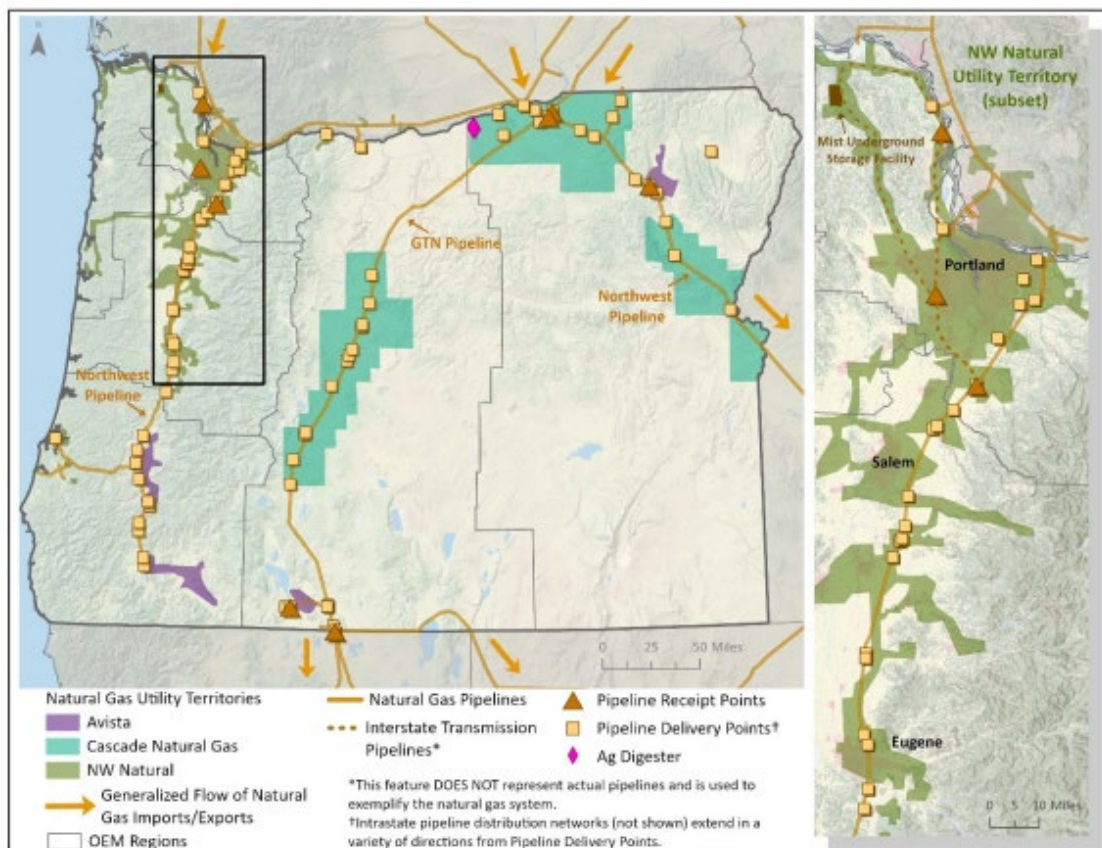 N
GTN Pipeline
Northwest
Pipeline
Northwest
Pipeline
0 25 50 Miles
NW Natural
Utility Territory
(subset)
Mist Underground
Storage Facility
Portland
Salem
Eugene
0 5 10 Miles
Natural Gas Utility Territories
Avista
Cascade Natural Gas
NW Natural
Generalized Flow of Natural
Gas Imports/Exports
OEM Regions
Natural Gas Pipelines
Interstate Transmission
Pipelines*
Pipeline Receipt Points
Pipeline Delivery Points†
Ag Digester
*This feature DOES NOT represent actual pipelines and is used to
exemplify the natural gas system.
†Intrastate pipeline distribution networks (not shown) extend in a
variety of directions from Pipeline Delivery Points.